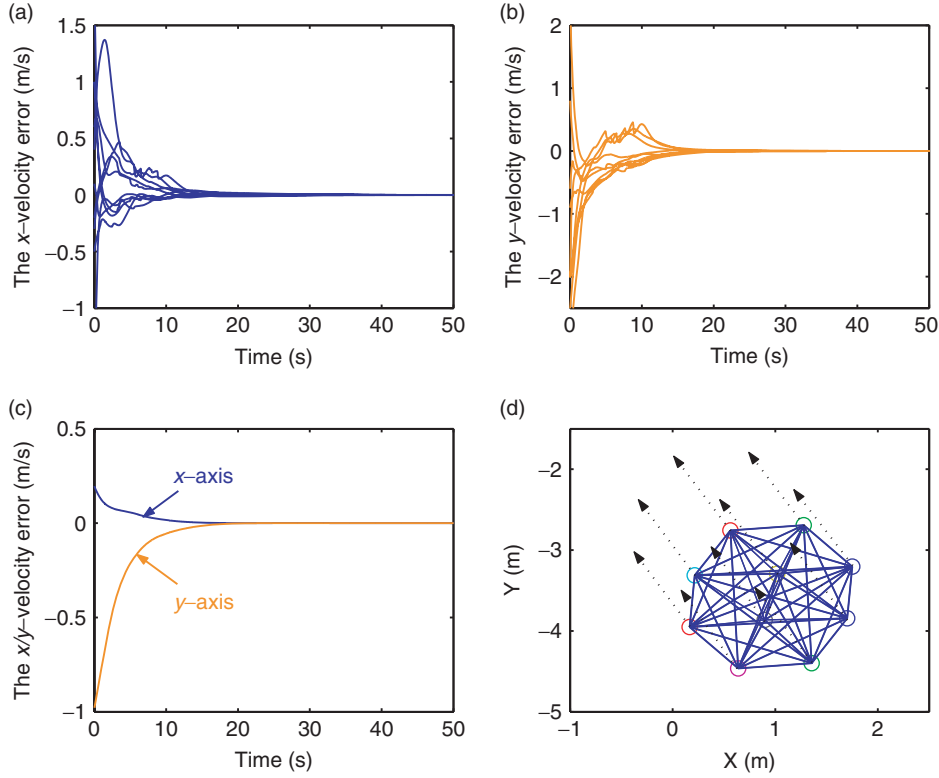 (a)
1.5
1
0.5
0
−0.5
−1
The x−velocity error (m/s)
0 10 20 30 40 50
Time (s)
(b)
2
1
0
−1
−2
The y−velocity error (m/s)
0 10 20 30 40 50
Time (s)
(c)
0.5
0
−0.5
−1
The x/y−velocity error (m/s)
x−axis
y−axis
0 10 20 30 40 50
Time (s)
(d)
−2
−3
−4
−5
Y (m)
−1 0 1 2
X (m)